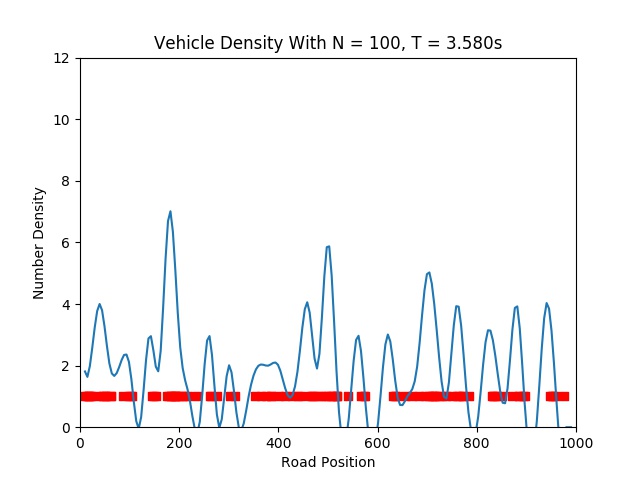 Vehicle Density With N = 100, T = 3.580s
12
10
8
6
4
2
0
Number Density
0 200 400 600 800 1000
Road Position